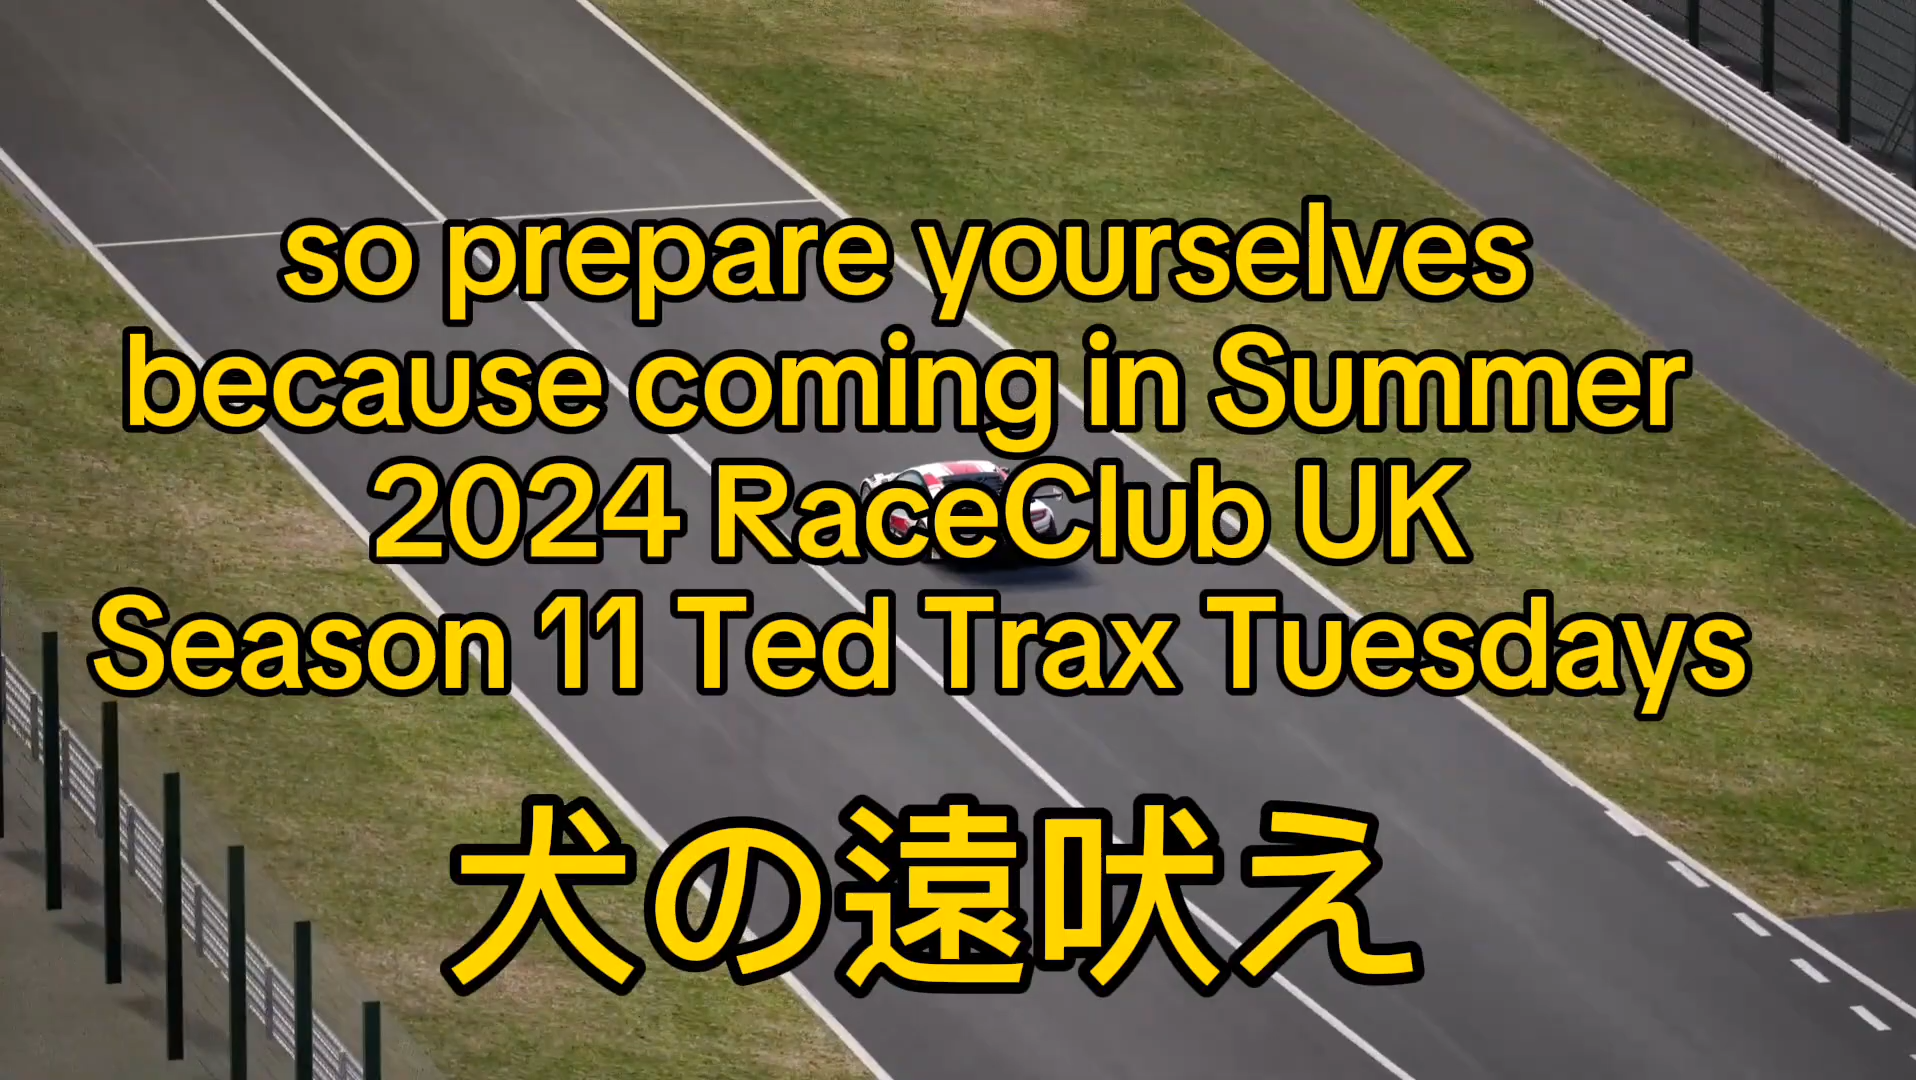 so prepare yourselves
because coming in Summer
2024 RaceClub UK
Season 11 Ted Trax Tuesdays
犬の遠吠え